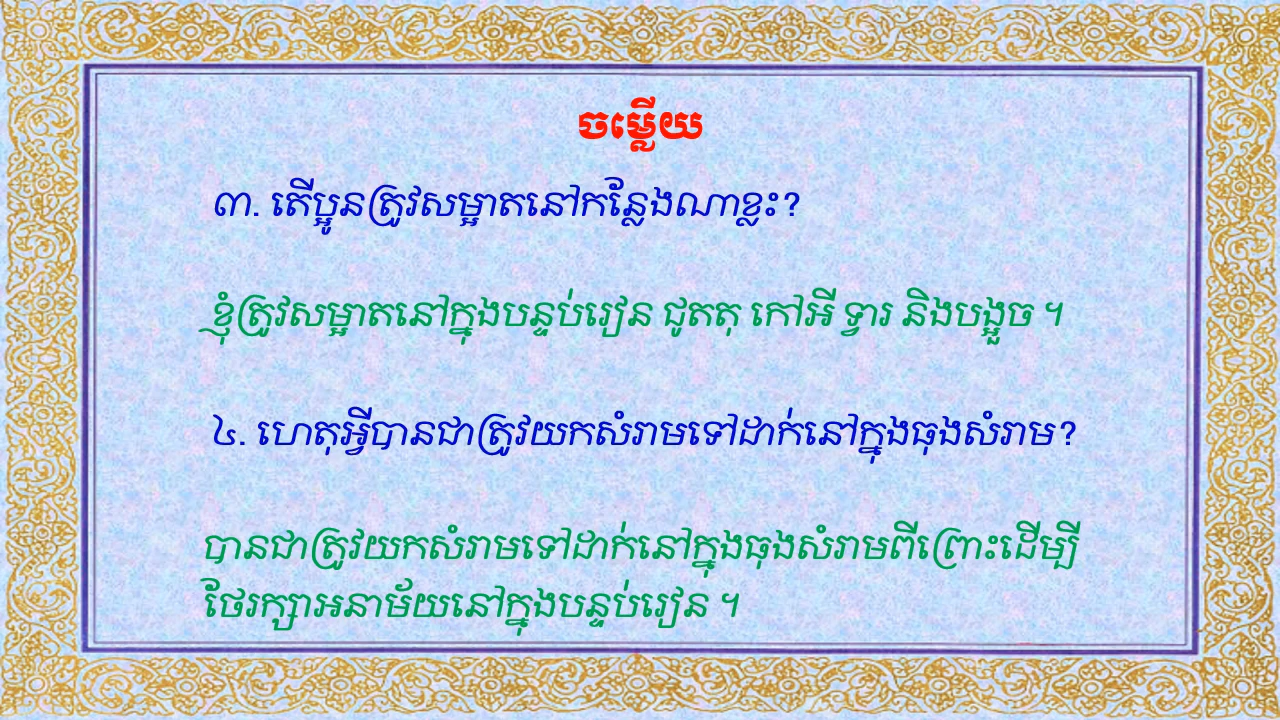 ចម្លើយ
៣. តើប្អូនត្រូវសម្អាតនៅកន្លែងណាខ្លះ?
ខ្ញុំត្រូវសម្អាតនៅក្នុងបន្ទប់រៀន ជូតតុ កៅអី ទ្វារ និងបង្អួច ។
៤. ហេតុអ្វីបានជាត្រូវយកសំរាមទៅដាក់នៅក្នុងធុងសំរាម?
បានជាត្រូវយកសំរាមទៅដាក់នៅក្នុងធុងសំរាមពីព្រោះដើម្បី
ថែរក្សាអនាម័យនៅក្នុងបន្ទប់រៀន ។